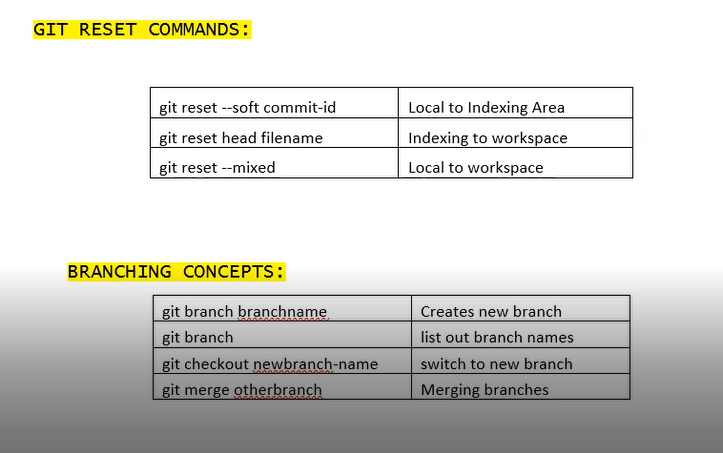 GIT RESET COMMANDS:
git reset --soft commit-id Local to Indexing Area
git reset head filename Indexing to workspace
git reset --mixed Local to workspace
BRANCHING CONCEPTS:
git branch branchname Creates new branch
git branch list out branch names
git checkout newbranch-name switch to new branch
git merge otherbranch Merging branches